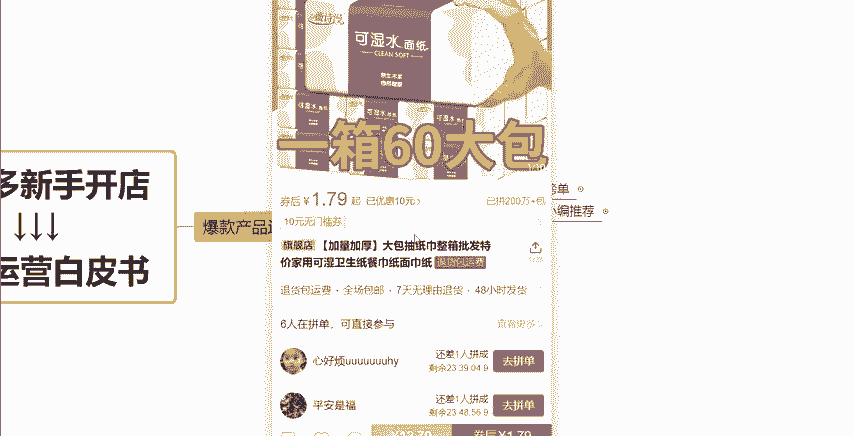 可湿水面纸
CLEAN SOFT
一箱60大包
多新手开店
↓↓↓
运营白皮书
爆款产品
榜单
小编推荐
券后¥1.79起 已优惠10元>
已拼200万+包
10元无门槛券
旗舰店 【加量加厚】大包抽纸巾整箱批发特
价家用可湿卫生纸餐巾纸面巾纸 退货包运费
退货包运费·全场包邮·7天无理由退货·48小时发货
6人在拼单，可直接参与
查看更多
心好烦uuuuuuuhy
还差1人拼成
剩余23:39:04.9
去拼单
平安是福
还差1人拼成
剩余23:48:56.9
去拼单
券后¥1.79